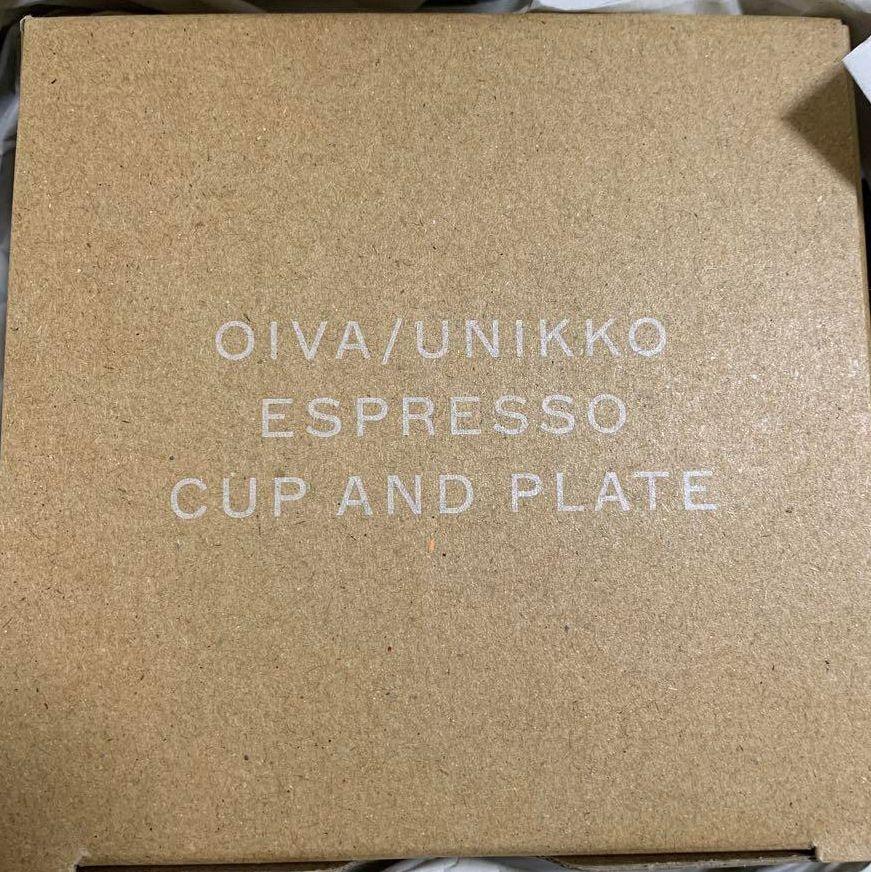 OIVA/UNIKKO
ESPRESSO
CUP AND PLATE